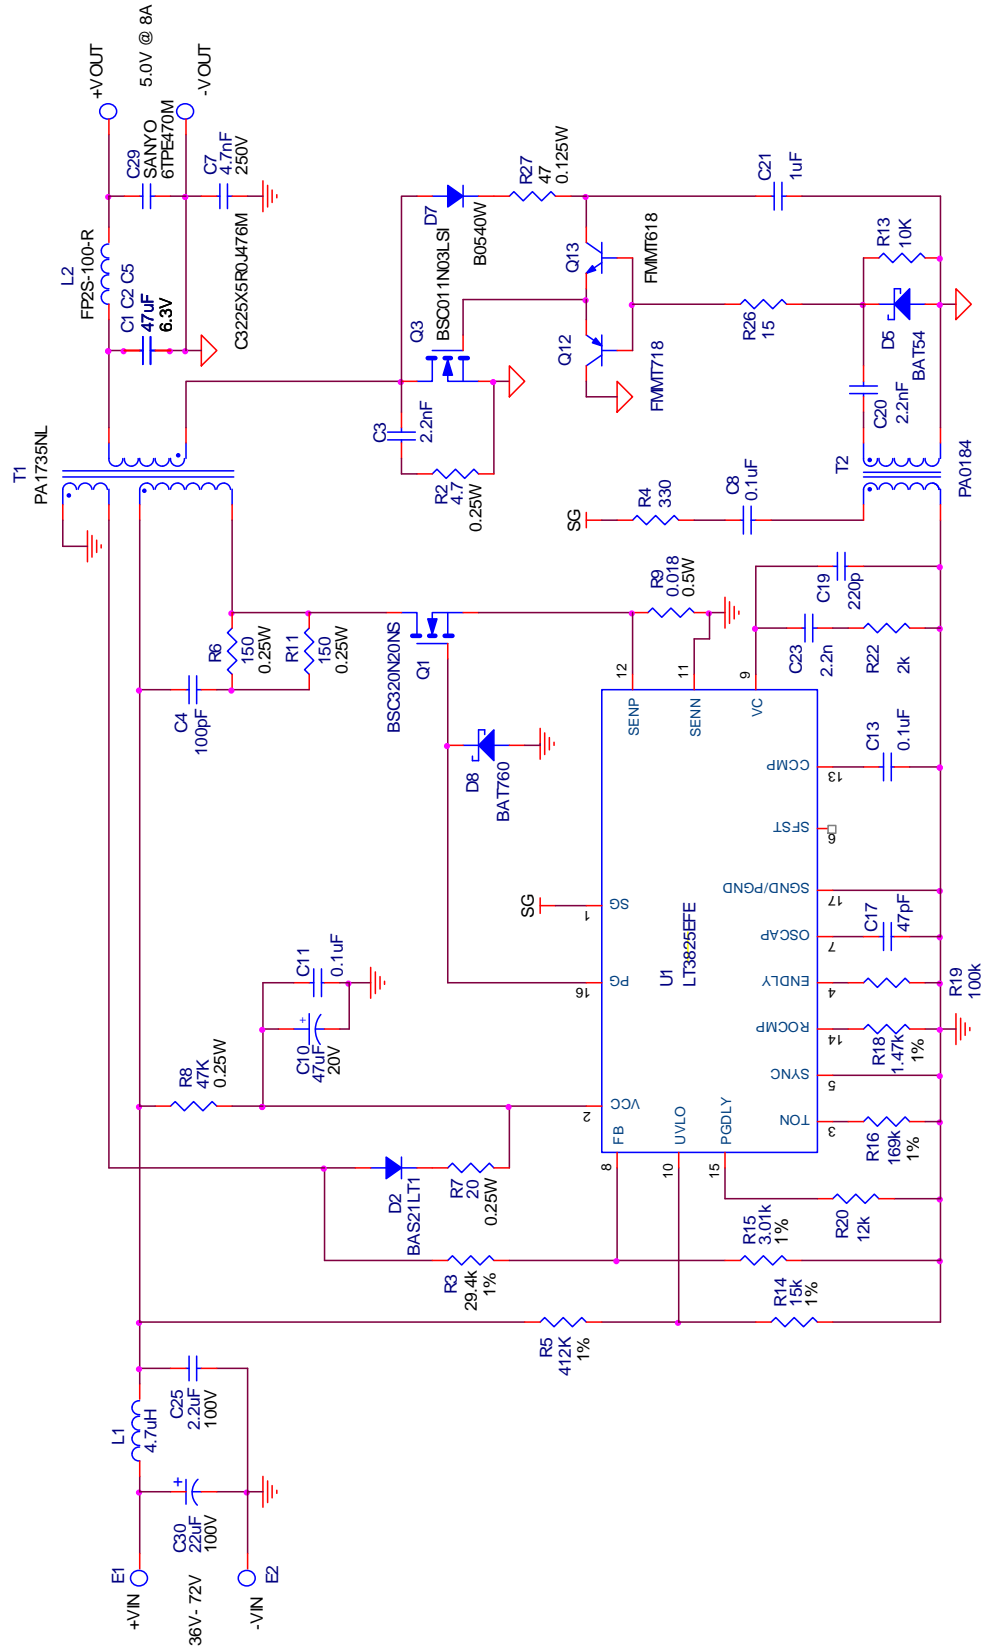 E1
+VIN
36V- 72V
-VIN
E2
C30
22uF
100V
+
L1
4.7uH
C25
2.2uF
100V
R5
412K
1%
R14
15k
1%
R3
29.4k
1%
R15
3.01k
1%
R20
12k
D2
BAS21LT1
R7
20
0.25W
R8
47K
0.25W
C10
47uF
20V
+
C11
0.1uF
U1
LT3825EFE
FB
8
UVLO
10
PGDLY
15
VCC
2
PG
16
SG
1
SENP
12
SENN
11
VC
9
TON
3
SYNC
5
ROCMP
14
ENDLY
4
OSCAP
7
SGND/PGND
17
SFST
6
CCMP
13
R16
169k
1%
R18
1.47k
1%
R19
100k
C17
47pF
C13
0.1uF
SG
D8
BAT760
BSC320N20NS
Q1
C4
100pF
R6
150
0.25W
R11
150
0.25W
R9
0.018
0.5W
C23
2.2n
R22
2k
C19
220p
T1
PA1735NL
SG
R4
330
C8
0.1uF
T2
PA0184
C3
2.2nF
R2
4.7
0.25W
Q3
BSC011N03LSI
Q12
FMMT718
Q13
FMMT618
D7
B0540W
R27
47
0.125W
R26
15
C20
2.2nF
D5
BAT54
R13
10K
C21
1uF
L2
FP2S-100-R
C1 C2 C5
47uF
6.3V
C3225X5R0J476M
C29
SANYO
6TPE470M
C7
4.7nF
250V
+VOUT
5.0V @ 8A
-VOUT